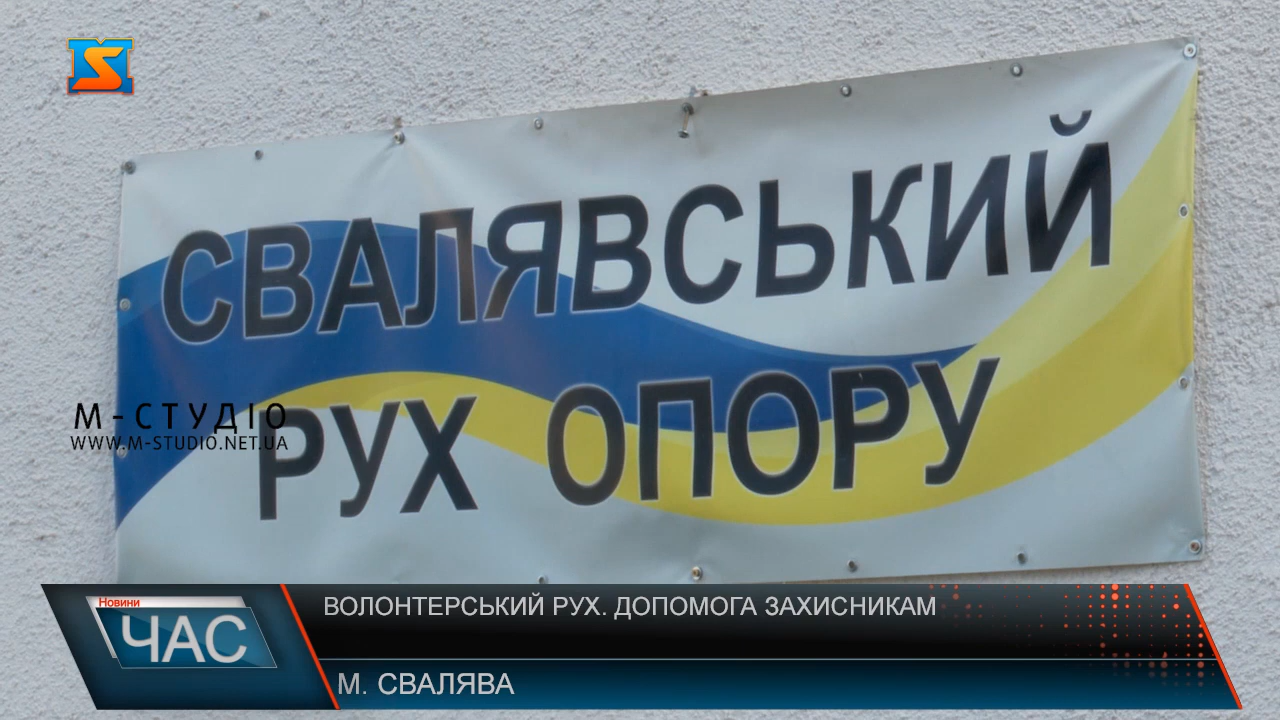 СВАЛЯВСЬКИЙ
РУХ ОПОРУ
М-СТУДІО
WWW.M-STUDIO.NET.UA
Новини
ЧАС
ВОЛОНТЕРСЬКИЙ РУХ. ДОПОМОГА ЗАХИСНИКАМ
М. СВАЛЯВА